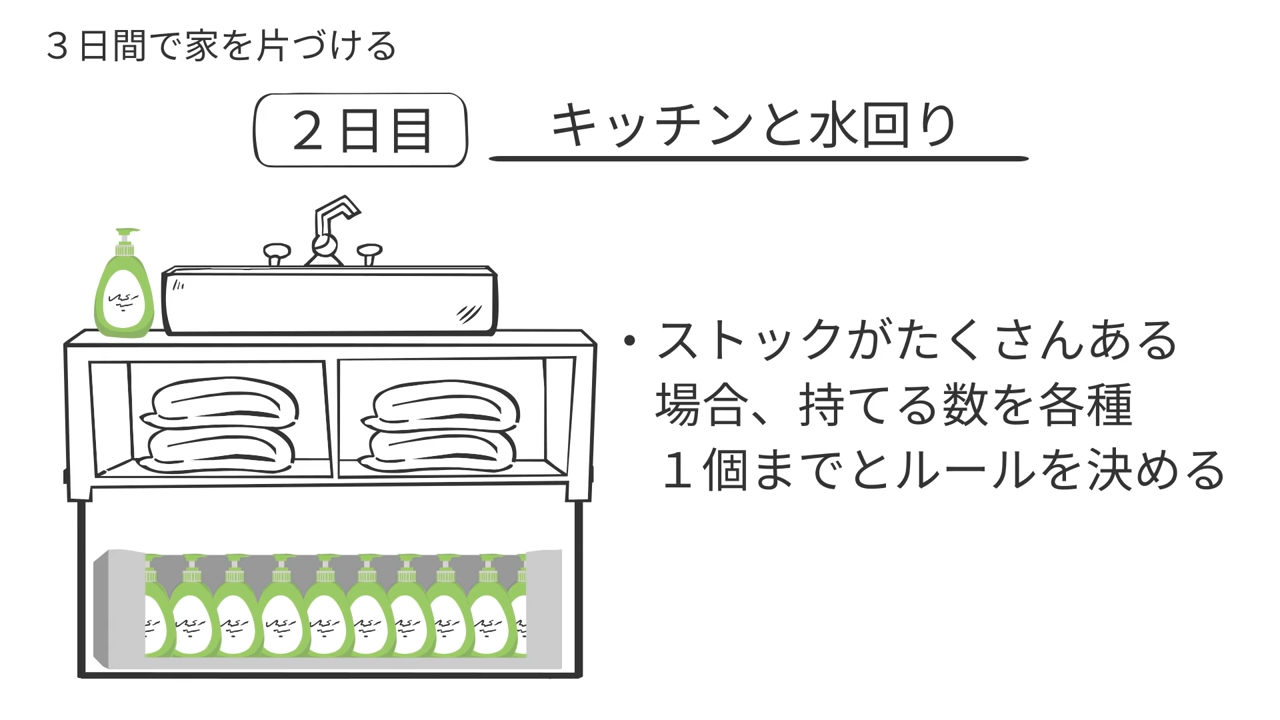 ３日間で家を片づける
２日目
キッチンと水回り
・ストックがたくさんある
場合、持てる数を各種
１個までとルールを決める